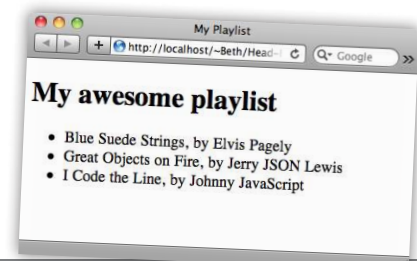 My Playlist
http://localhost/~Beth/Head-
Google
My awesome playlist
• Blue Suede Strings, by Elvis Pagely
• Great Objects on Fire, by Jerry JSON Lewis
• I Code the Line, by Johnny JavaScript